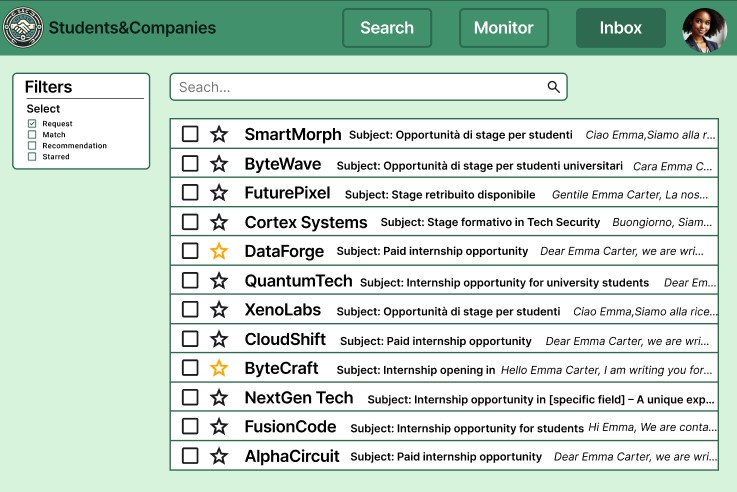 Students&Companies
Search
Monitor
Inbox
Filters
Select
Request
Match
Recommendation
Starred
Seach...
SmartMorph Subject: Opportunità di stage per studenti Ciao Emma,Siamo alla r...
ByteWave Subject: Opportunità di stage per studenti universitari Cara Emma C...
FuturePixel Subject: Stage retribuito disponibile Gentile Emma Carter, La nos...
Cortex Systems Subject: Stage formativo in Tech Security Buongiorno, Siam...
DataForge Subject: Paid internship opportunity Dear Emma Carter, we are wri...
QuantumTech Subject: Internship opportunity for university students Dear Em...
XenoLabs Subject: Opportunità di stage per studenti Ciao Emma,Siamo alla rice...
CloudShift Subject: Paid internship opportunity Dear Emma Carter, we are wri...
ByteCraft Subject: Internship opening in Hello Emma Carter, I am writing you for...
NextGen Tech Subject: Internship opportunity in [specific field] – A unique exp...
FusionCode Subject: Internship opportunity for students Hi Emma, We are conta...
AlphaCircuit Subject: Paid internship opportunity Dear Emma Carter, we are wri...